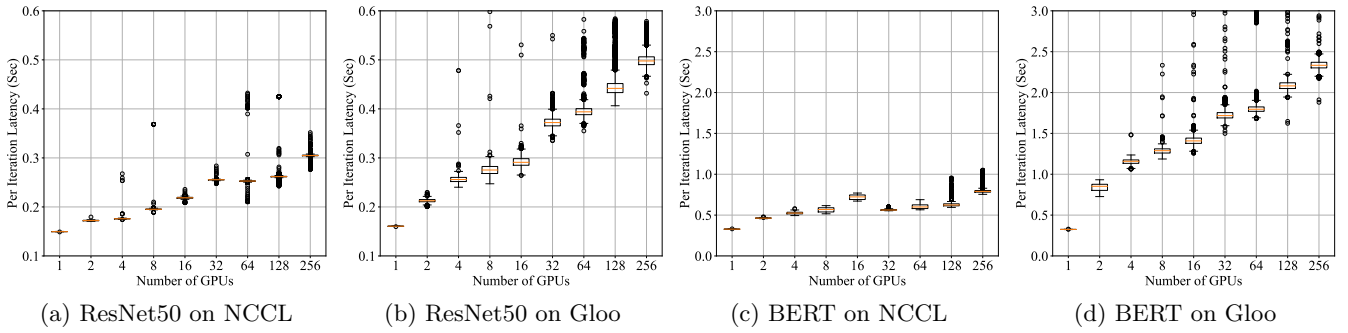 Per Iteration Latency (Sec)
0.6
0.5
0.4
0.3
0.2
0.1
1 2 4 8 16 32 64 128 256
Number of GPUs
(a) ResNet50 on NCCL
Per Iteration Latency (Sec)
0.6
0.5
0.4
0.3
0.2
0.1
1 2 4 8 16 32 64 128 256
Number of GPUs
(b) ResNet50 on Gloo
Per Iteration Latency (Sec)
3.0
2.5
2.0
1.5
1.0
0.5
0.0
1 2 4 8 16 32 64 128 256
Number of GPUs
(c) BERT on NCCL
Per Iteration Latency (Sec)
3.0
2.5
2.0
1.5
1.0
0.5
0.0
1 2 4 8 16 32 64 128 256
Number of GPUs
(d) BERT on Gloo